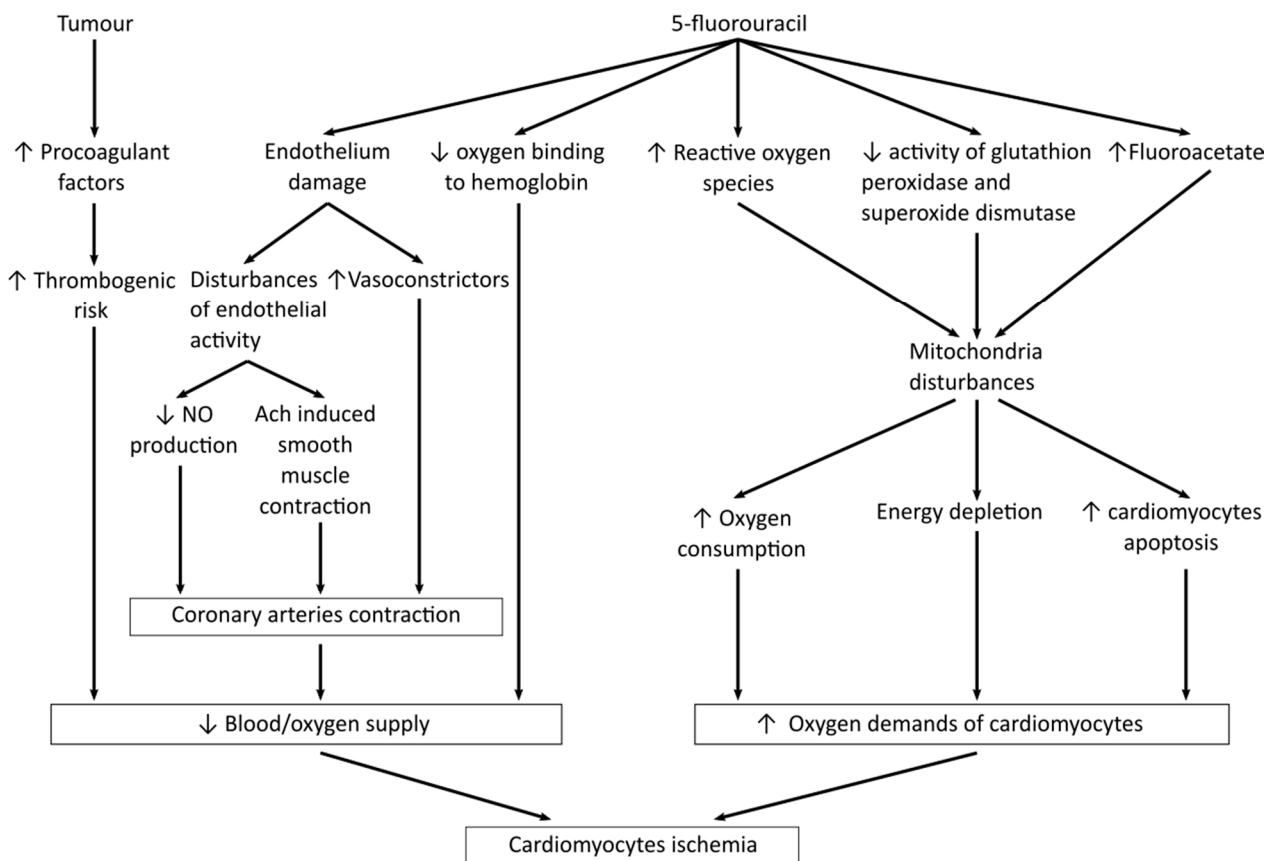 Tumour
5-fluorouracil
↑ Procoagulant
factors
Endothelium
damage
↓ oxygen binding
to hemoglobin
↑ Reactive oxygen
species
↓ activity of glutathion
peroxidase and
superoxide dismutase
↑Fluoroacetate
↑ Thrombogenic
risk
Disturbances
of endothelial
activity
↑Vasoconstrictors
Mitochondria
disturbances
↓ NO
production
Ach induced
smooth
muscle
contraction
↑ Oxygen
consumption
Energy depletion
↑ cardiomyocytes
apoptosis
Coronary arteries contraction
↓ Blood/oxygen supply
↑ Oxygen demands of cardiomyocytes
Cardiomyocytes ischemia